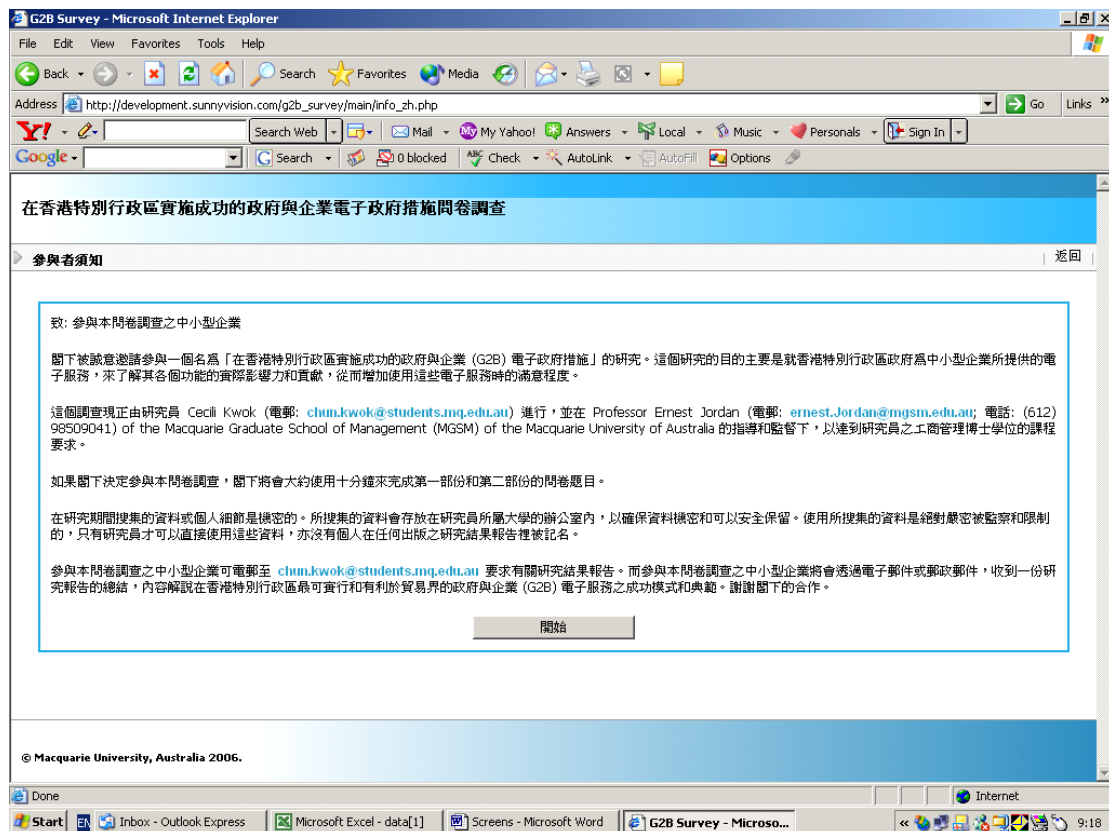 G2B Survey - Microsoft Internet Explorer
File Edit View Favorites Tools Help
Back Search Favorites Media
Address http://development.sunnyvision.com/g2b_survey/main/info_zh.php Go Links »
Y! Search Web Mail My Yahoo! Answers Local Music Personals Sign In
Google Search 0 blocked Check AutoLink AutoFill Options
在香港特別行政區實施成功的政府與企業電子政府措施問卷調查
參與者須知 | 返回 |
致: 參與本問卷調查之中小型企業
閣下被誠意邀請參與一個名爲「在香港特別行政區實施成功的政府與企業 (G2B) 電子政府措施」的研究。這個研究的目的主要是就香港特別行政區政府爲中小型企業所提供的電
子服務，來了解其各個功能的實際影響力和貢獻，從而增加使用這些電子服務時的滿意程度。
這個調查現正由研究員 Cecili Kwok (電郵: chun.kwok@students.mq.edu.au) 進行，並在 Professor Ernest Jordan (電郵: ernest.Jordan@mgsm.edu.au; 電話: (612)
98509041) of the Macquarie Graduate School of Management (MGSM) of the Macquarie University of Australia 的指導和監督下，以達到研究員之工商管理博士學位的課程
要求。
如果閣下決定參與本問卷調查，閣下將會大約使用十分鐘來完成第一部份和第二部份的問卷題目。
在研究期間搜集的資料或個人細節是機密的。所搜集的資料會存放在研究員所屬大學的辦公室內，以確保資料機密和可以安全保留。使用所搜集的資料是絕對嚴密被監察和限制
的，只有研究員才可以直接使用這些資料，亦沒有個人在任何出版之研究結果報告裡被記名。
參與本問卷調查之中小型企業可電郵至 chun.kwok@students.mq.edu.au 要求有關研究結果報告。而參與本問卷調查之中小型企業將會透過電子郵件或郵政郵件，收到一份研
究報告的總結，內容解說在香港特別行政區最可實行和有利於貿易界的政府與企業 (G2B) 電子服務之成功模式和典範。謝謝閣下的合作。
開始
© Macquarie University, Australia 2006.
Done Internet
Start EN Inbox - Outlook Express Microsoft Excel - data[1] Screens - Microsoft Word G2B Survey - Microso... « 9:18